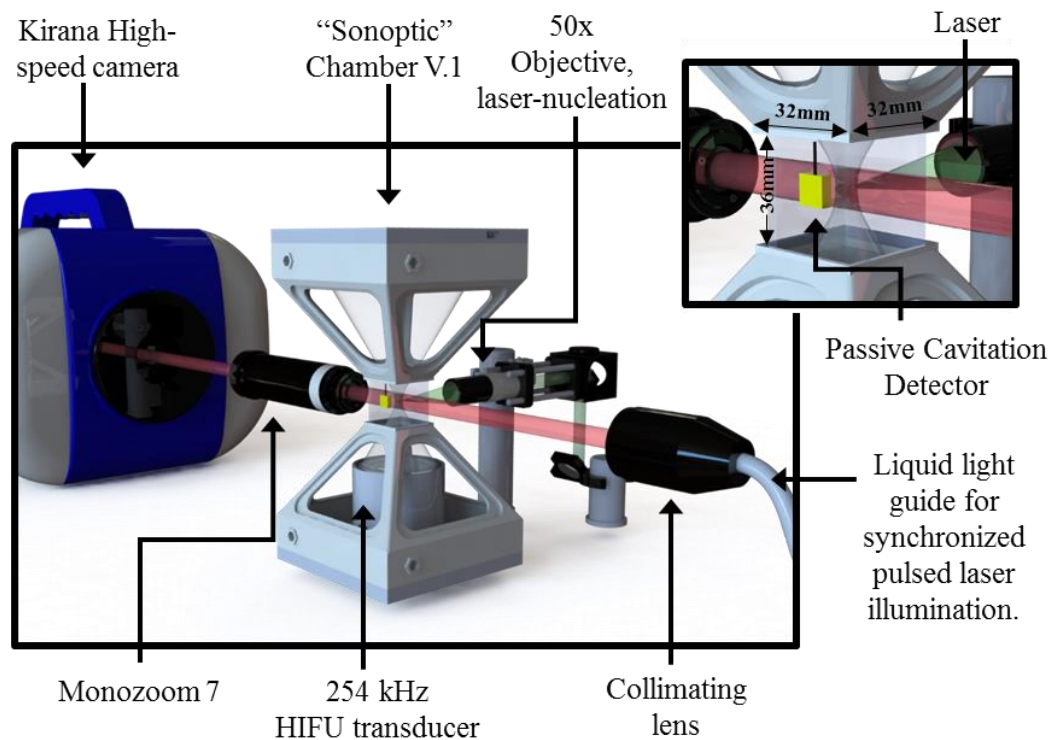 Kirana High-
speed camera
“Sonoptic”
Chamber V.1
50x
Objective,
laser-nucleation
Laser
32mm
32mm
36mm
Passive Cavitation
Detector
Liquid light
guide for
synchronized
pulsed laser
illumination.
Monozoom 7
254 kHz
HIFU transducer
Collimating
lens